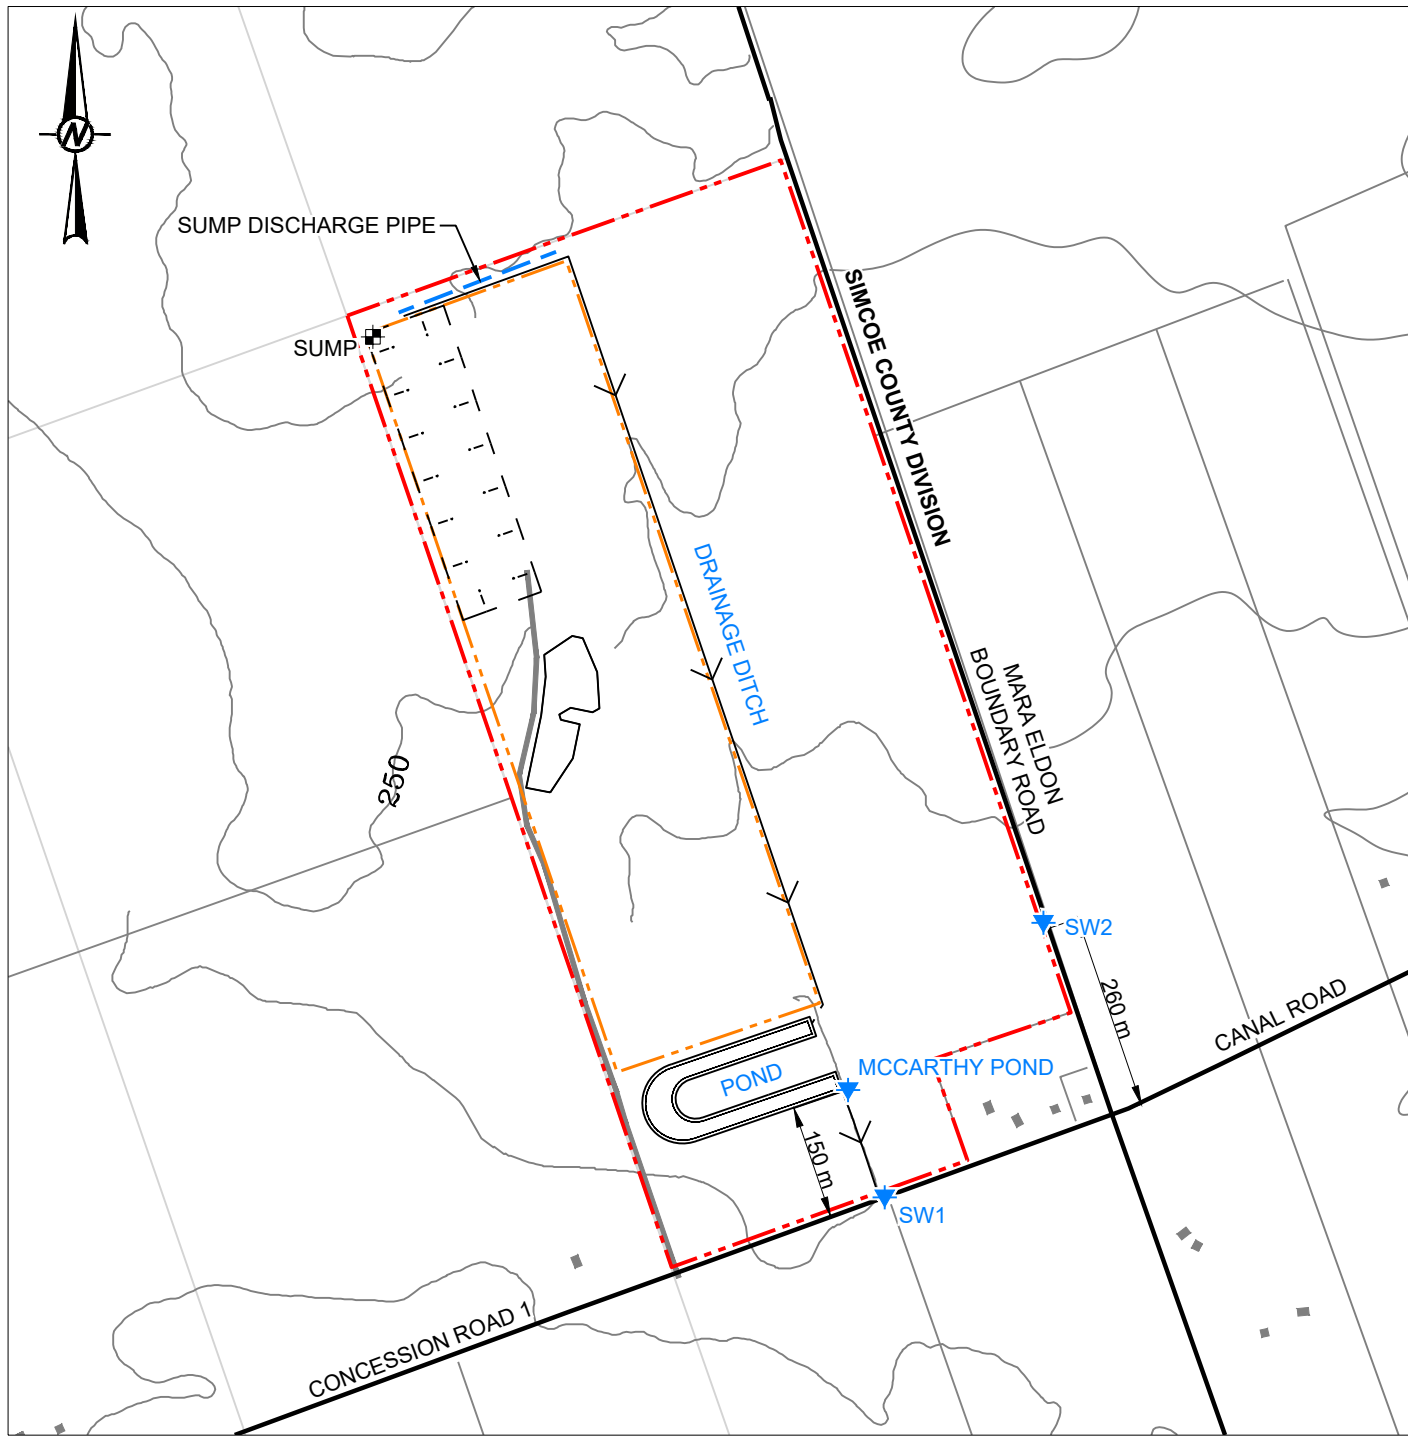 N
SUMP DISCHARGE PIPE
SUMP
SIMCOE COUNTY DIVISION
DRAINAGE DITCH
MARA ELDON
BOUNDARY ROAD
250
SW2
260 m
CANAL ROAD
MCCARTHY POND
POND
150 m
SW1
CONCESSION ROAD 1